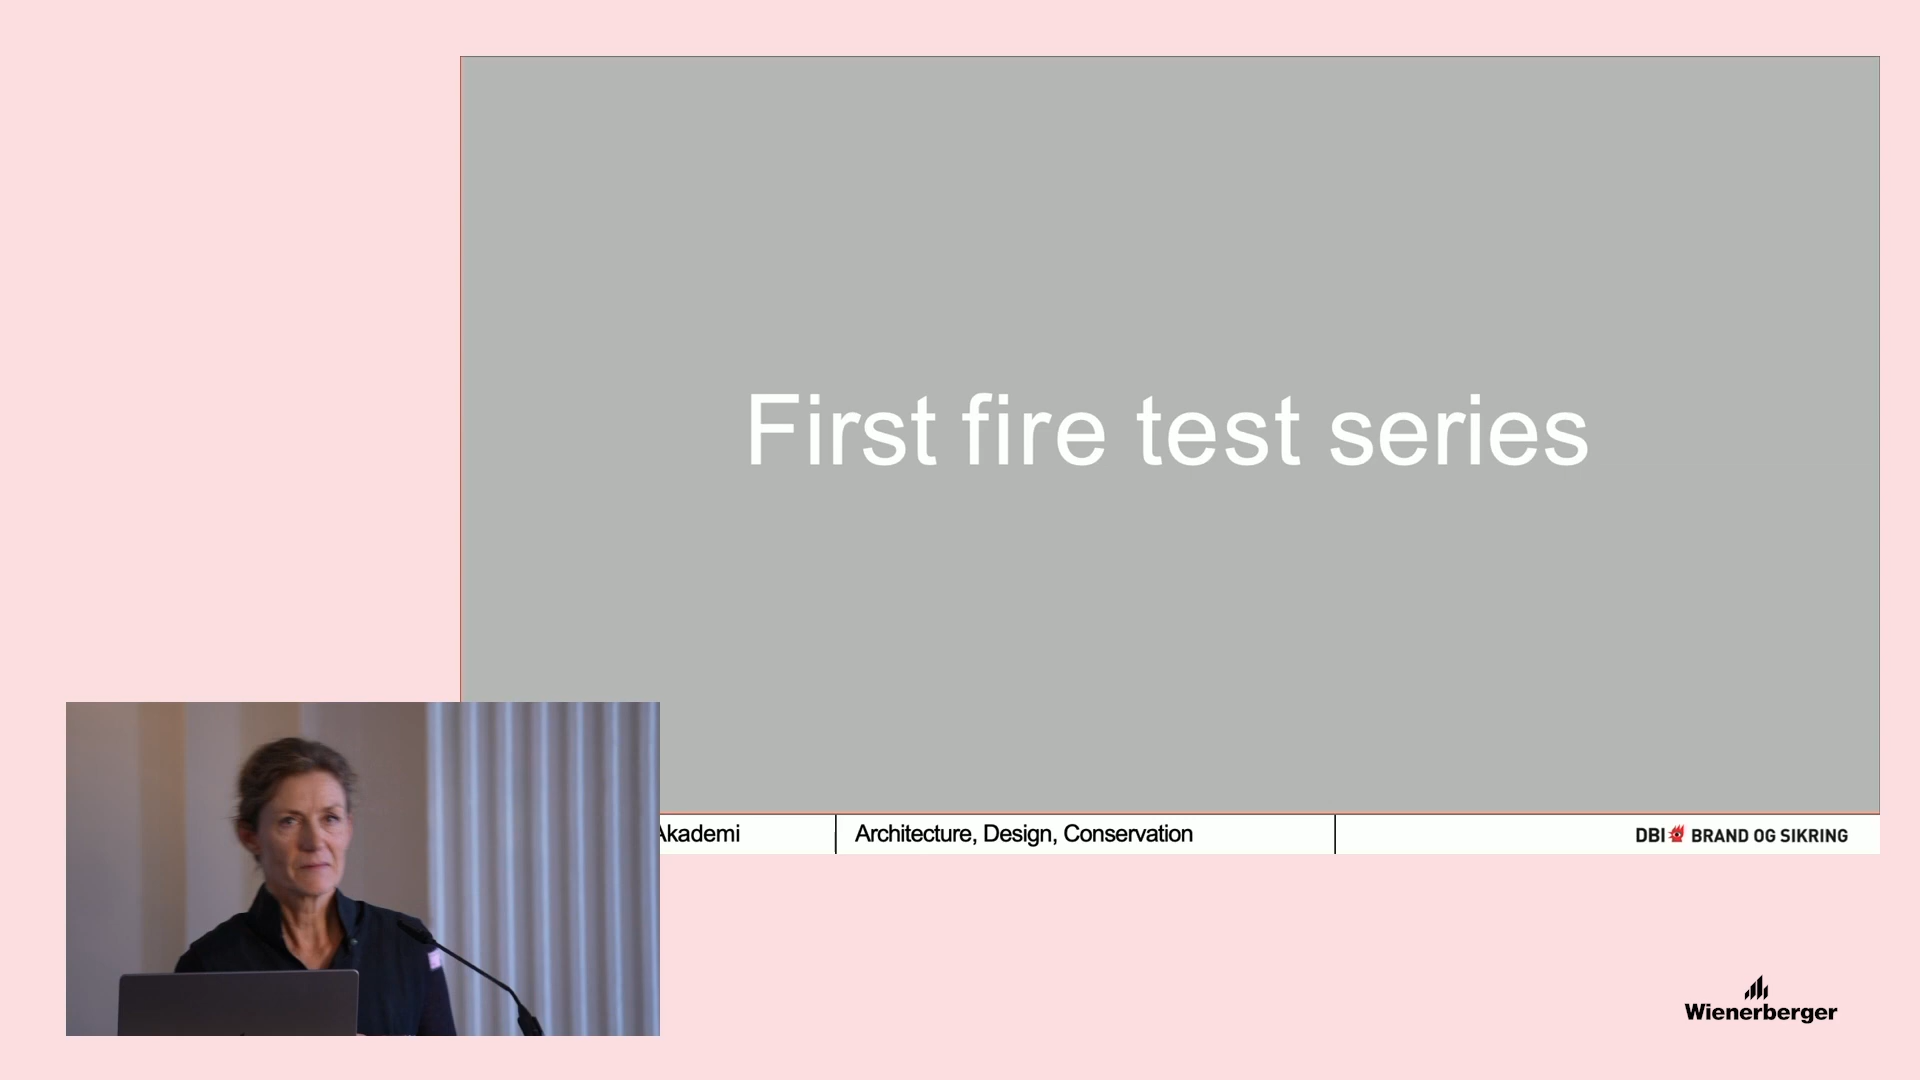 First fire test series
Akademi
Architecture, Design, Conservation
DBI BRAND OG SIKRING
Wienerberger